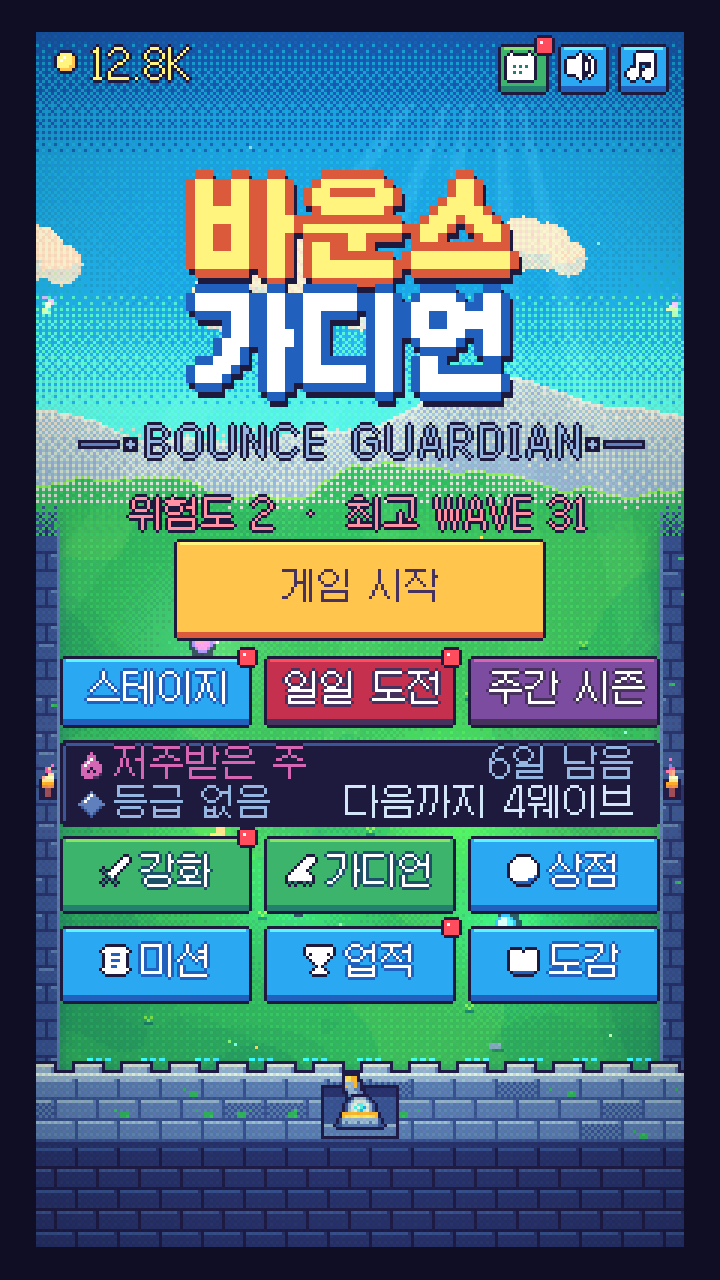 12.8K
바운스
가디언
BOUNCE GUARDIAN
위험도 2 · 최고 WAVE 31
게임 시작
스테이지 일일 도전 주간 시즌
저주받은 주 6일 남음
등급 없음 다음까지 4웨이브
강화 가디언 상점
미션 업적 도감